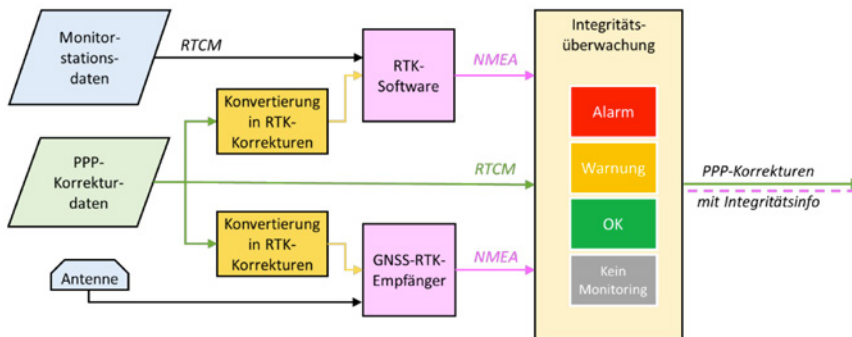 Monitor-
stations-
daten
RTCM
RTK-
Software
NMEA
Integritäts-
überwachung
Konvertierung
in RTK-
Korrekturen
Alarm
PPP-
Korrektur-
daten
RTCM
Warnung
PPP-Korrekturen
mit Integritätsinfo
Konvertierung
in RTK-
Korrekturen
OK
Antenne
GNSS-RTK-
Empfänger
NMEA
Kein
Monitoring